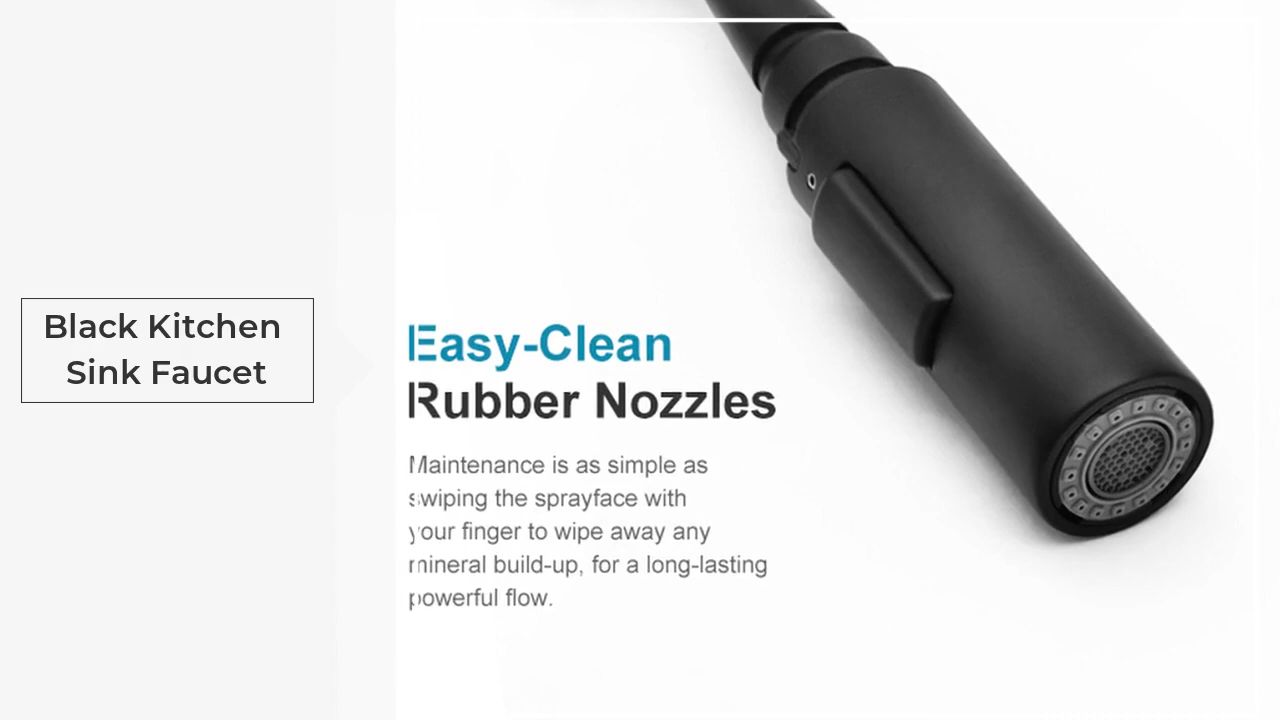 Black Kitchen
Sink Faucet
Easy-Clean
Rubber Nozzles
Maintenance is as simple as
swiping the sprayface with
your finger to wipe away any
mineral build-up, for a long-lasting
powerful flow.